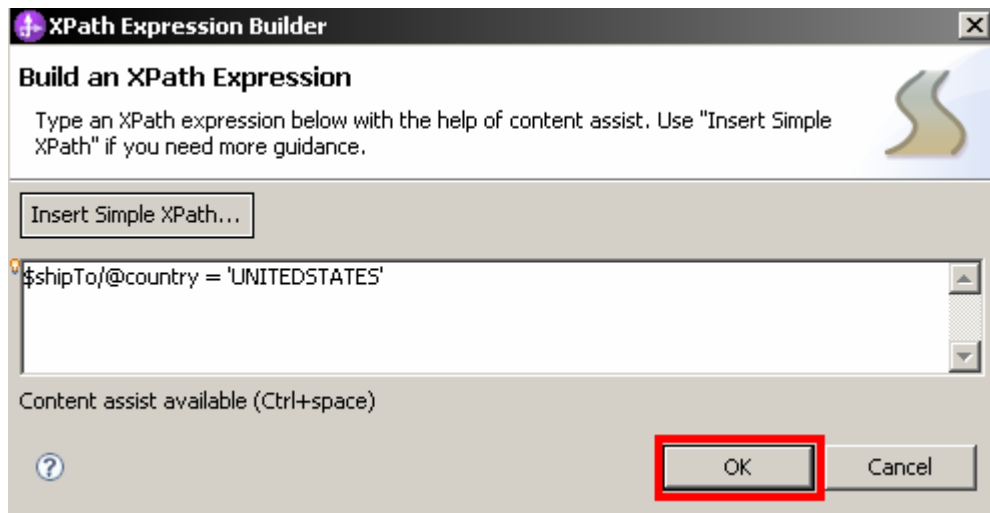 XPath Expression Builder
Build an XPath Expression
Type an XPath expression below with the help of content assist. Use "Insert Simple
XPath" if you need more guidance.
Insert Simple XPath...
$shipTo/@country = 'UNITEDSTATES'
Content assist available (Ctrl+space)
OK Cancel